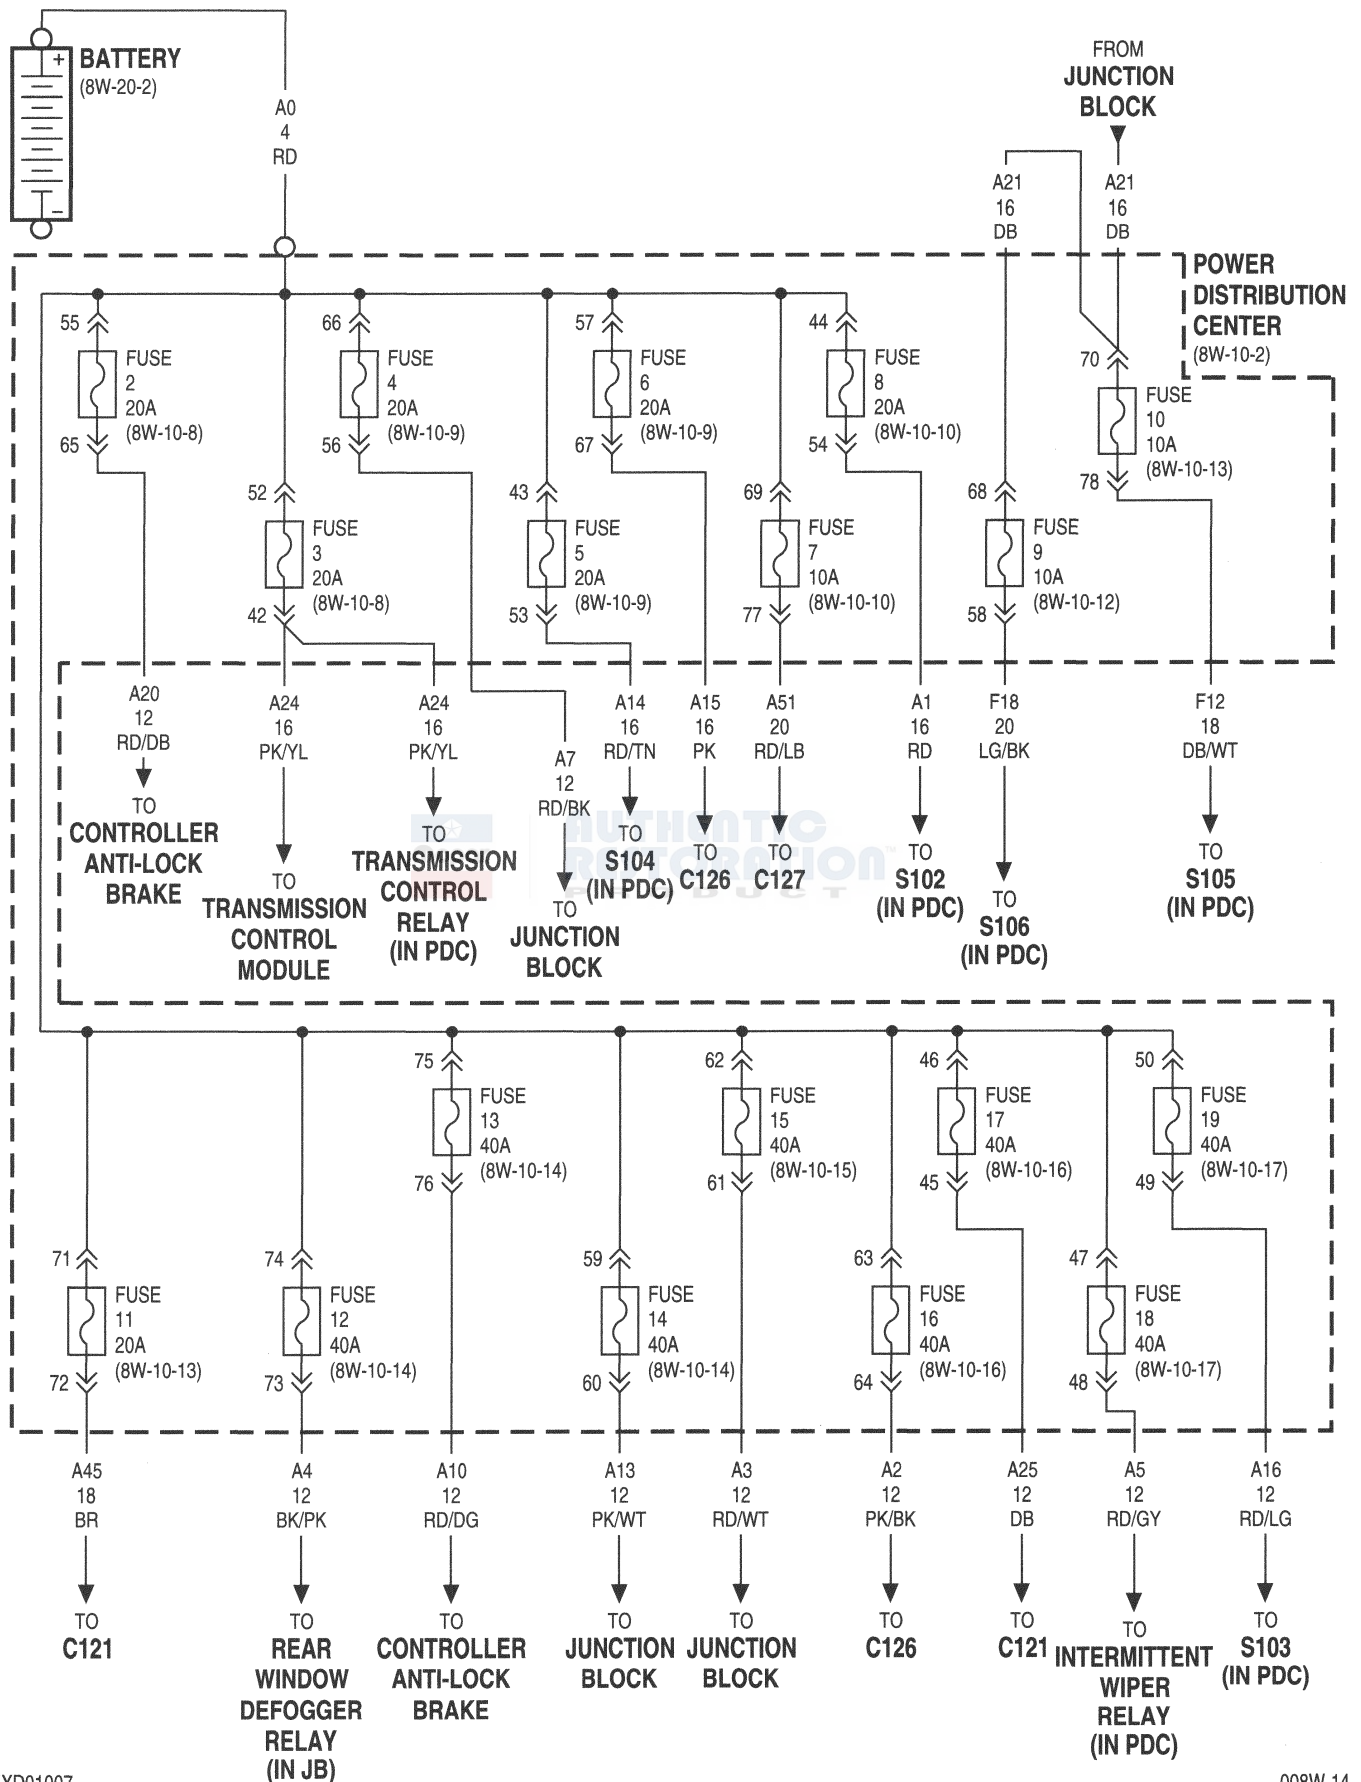 BATTERY
(8W-20-2)
+
−
A0
4
RD
FROM
JUNCTION
BLOCK
A21
16
DB
A21
16
DB
POWER
DISTRIBUTION
CENTER
(8W-10-2)
55
FUSE
2
20A
(8W-10-8)
65
66
FUSE
4
20A
(8W-10-9)
56
57
FUSE
6
20A
(8W-10-9)
67
44
FUSE
8
20A
(8W-10-10)
54
70
FUSE
10
10A
(8W-10-13)
78
52
FUSE
3
20A
(8W-10-8)
42
43
FUSE
5
20A
(8W-10-9)
53
69
FUSE
7
10A
(8W-10-10)
77
68
FUSE
9
10A
(8W-10-12)
58
A20
12
RD/DB
TO
CONTROLLER
ANTI-LOCK
BRAKE
A24
16
PK/YL
TO
TRANSMISSION
CONTROL
MODULE
A24
16
PK/YL
TO
TRANSMISSION
CONTROL
RELAY
(IN PDC)
A7
12
RD/BK
TO
JUNCTION
BLOCK
A14
16
RD/TN
TO
S104
(IN PDC)
A15
16
PK
TO
C126
A51
20
RD/LB
TO
C127
A1
16
RD
TO
S102
(IN PDC)
F18
20
LG/BK
TO
S106
(IN PDC)
F12
18
DB/WT
TO
S105
(IN PDC)
AUTHENTIC
RESTORATION™
PRODUCT
75
FUSE
13
40A
(8W-10-14)
76
62
FUSE
15
40A
(8W-10-15)
61
46
FUSE
17
40A
(8W-10-16)
45
50
FUSE
19
40A
(8W-10-17)
49
71
FUSE
11
20A
(8W-10-13)
72
74
FUSE
12
40A
(8W-10-14)
73
59
FUSE
14
40A
(8W-10-14)
60
63
FUSE
16
40A
(8W-10-16)
64
47
FUSE
18
40A
(8W-10-17)
48
A45
18
BR
TO
C121
A4
12
BK/PK
TO
REAR
WINDOW
DEFOGGER
RELAY
(IN JB)
A10
12
RD/DG
TO
CONTROLLER
ANTI-LOCK
BRAKE
A13
12
PK/WT
TO
JUNCTION
BLOCK
A3
12
RD/WT
TO
JUNCTION
BLOCK
A2
12
PK/BK
TO
C126
A25
12
DB
TO
C121
A5
12
RD/GY
TO
INTERMITTENT
WIPER
RELAY
(IN PDC)
A16
12
RD/LG
TO
S103
(IN PDC)